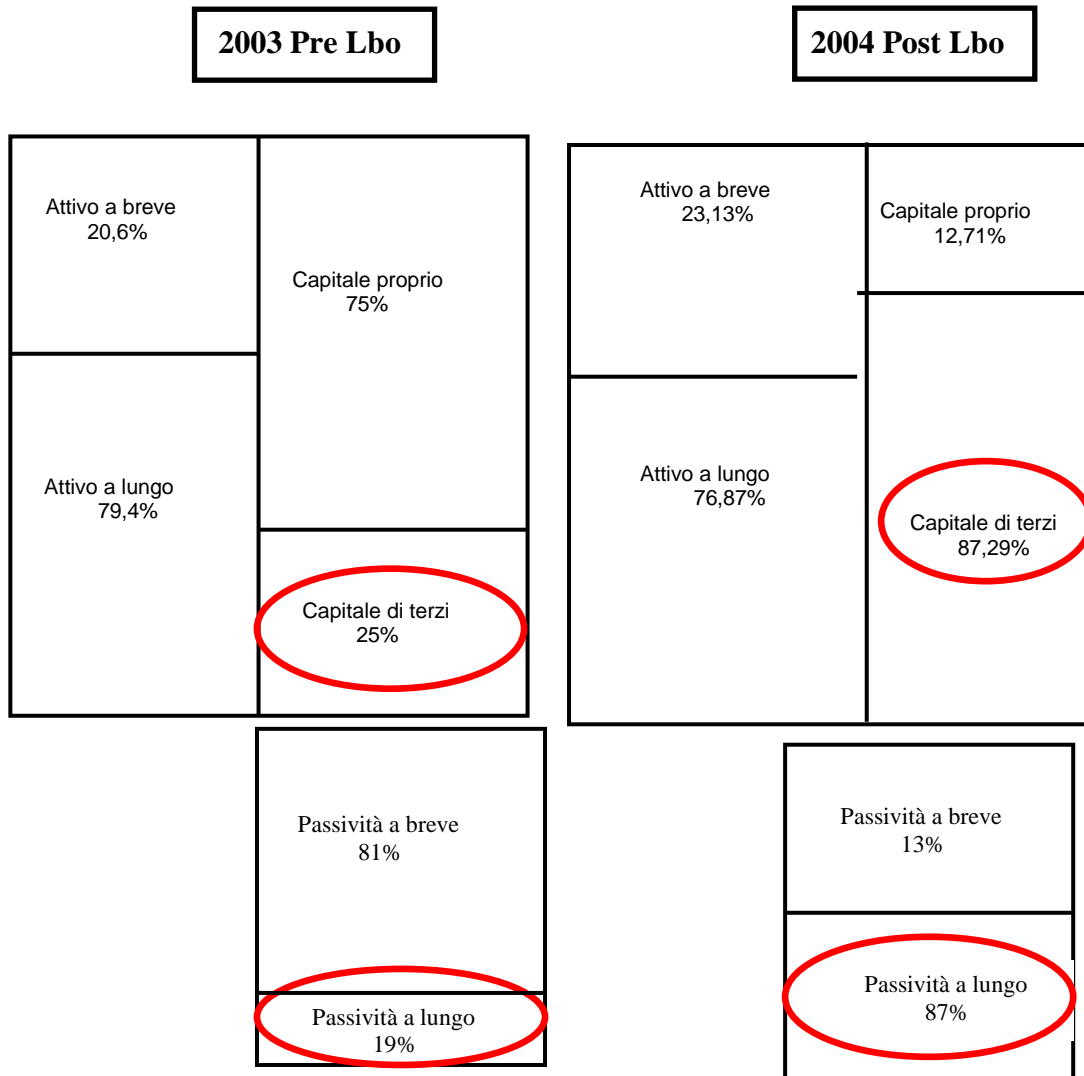 2003 Pre Lbo
2004 Post Lbo
Attivo a breve
20,6%
Capitale proprio
75%
Attivo a lungo
79,4%
Capitale di terzi
25%
Attivo a breve
23,13%
Capitale proprio
12,71%
Attivo a lungo
76,87%
Capitale di terzi
87,29%
Passività a breve
81%
Passività a lungo
19%
Passività a breve
13%
Passività a lungo
87%